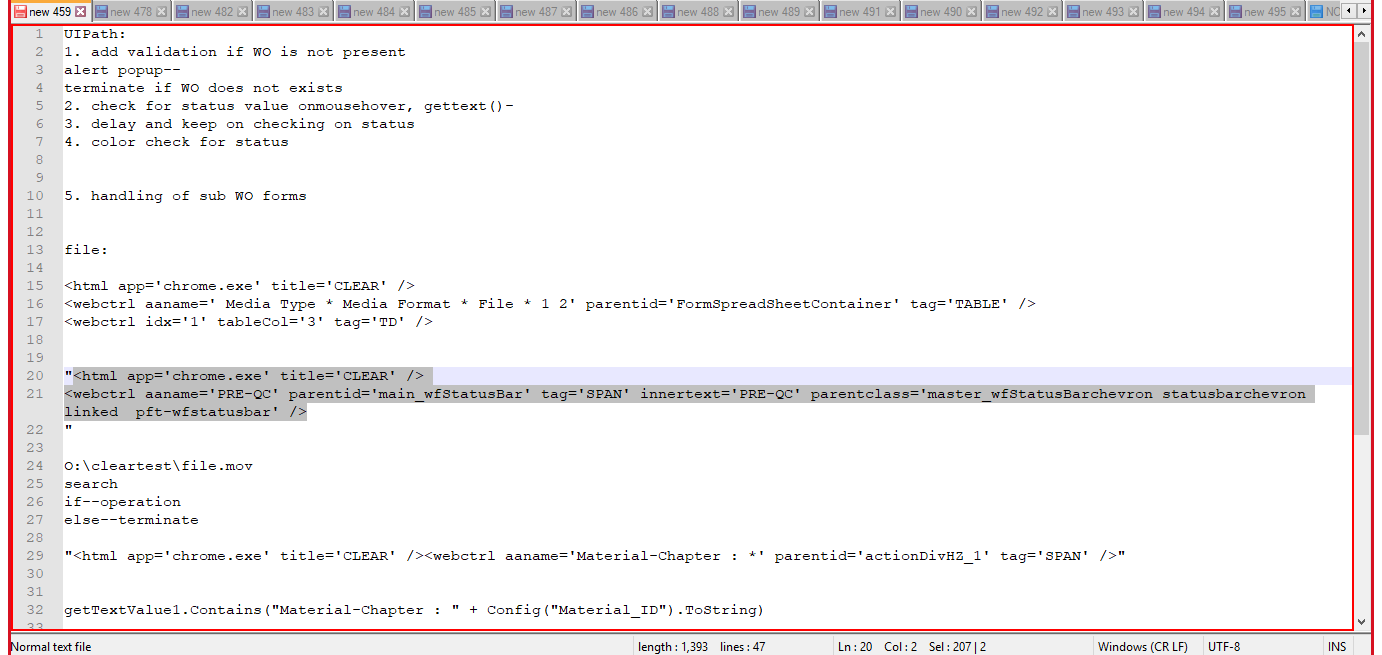 new 459 new 478 new 482 new 483 new 484 new 485 new 487 new 486 new 488 new 489 new 491 new 490 new 492 new 493 new 494 new 495 NO
1 UIPath:
2 1. add validation if WO is not present
3 alert popup--
4 terminate if WO does not exists
5 2. check for status value onmousehover, gettext()-
6 3. delay and keep on checking on status
7 4. color check for status
8
9
10 5. handling of sub WO forms
11
12
13 file:
14
15 <html app='chrome.exe' title='CLEAR' />
16 <webctrl aaname=' Media Type * Media Format * File * 1 2' parentid='FormSpreadSheetContainer' tag='TABLE' />
17 <webctrl idx='1' tableCol='3' tag='TD' />
18
19
20 "<html app='chrome.exe' title='CLEAR' />
21 <webctrl aaname='PRE-QC' parentid='main_wfStatusBar' tag='SPAN' innertext='PRE-QC' parentclass='master_wfStatusBarchevron statusbarchevron
linked  pft-wfstatusbar' />
22 "
23
24 O:\cleartest\file.mov
25 search
26 if--operation
27 else--terminate
28
29 "<html app='chrome.exe' title='CLEAR' /><webctrl aaname='Material-Chapter : *' parentid='actionDivHZ_1' tag='SPAN' />"
30
31
32 getTextValue1.Contains("Material-Chapter : " + Config("Material_ID").ToString)
33
Normal text file length : 1,393 lines : 47 Ln : 20 Col : 2 Sel : 207 | 2 Windows (CR LF) UTF-8 INS